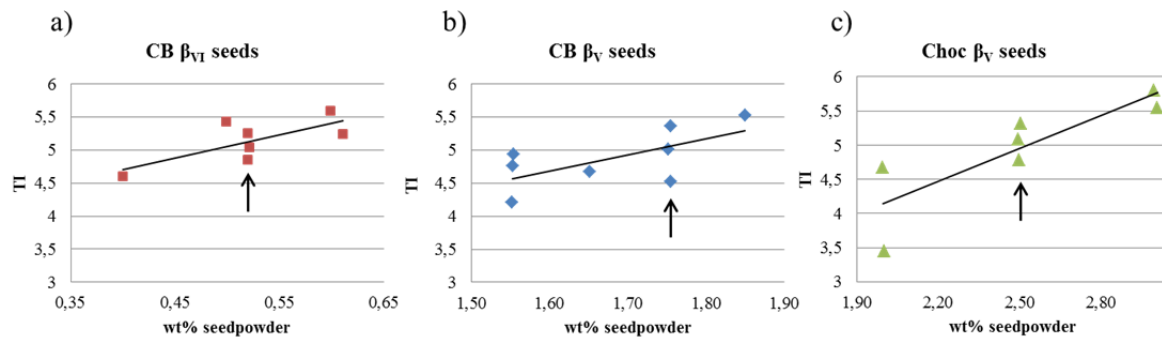 a)
CB βVI seeds
TI
6
5,5
5
4,5
4
3,5
3
0,35
0,45
0,55
0,65
wt% seedpowder
b)
CB βV seeds
TI
6
5,5
5
4,5
4
3,5
3
1,50
1,60
1,70
1,80
1,90
wt% seedpowder
c)
Choc βV seeds
TI
6
5,5
5
4,5
4
3,5
3
1,90
2,20
2,50
2,80
wt% seedpowder